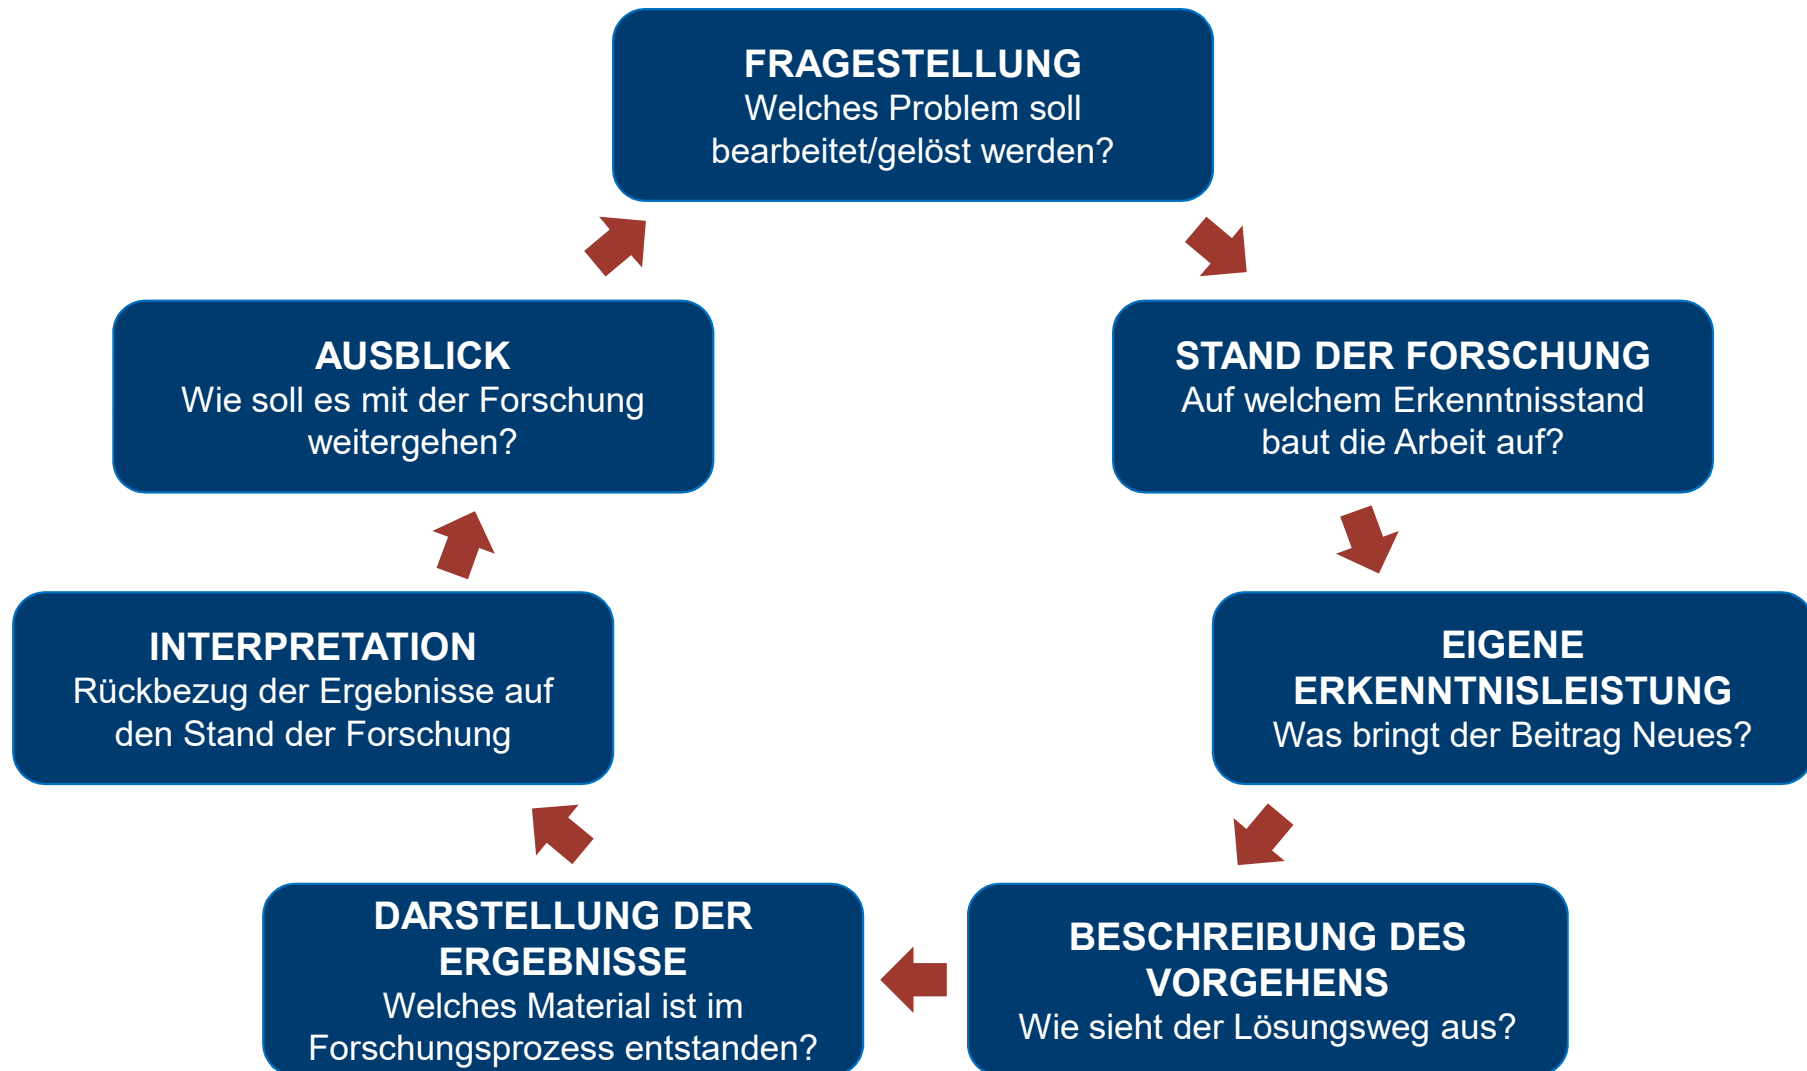 FRAGESTELLUNG
Welches Problem soll
bearbeitet/gelöst werden?
STAND DER FORSCHUNG
Auf welchem Erkenntnisstand
baut die Arbeit auf?
EIGENE
ERKENNTNISLEISTUNG
Was bringt der Beitrag Neues?
BESCHREIBUNG DES
VORGEHENS
Wie sieht der Lösungsweg aus?
DARSTELLUNG DER
ERGEBNISSE
Welches Material ist im
Forschungsprozess entstanden?
INTERPRETATION
Rückbezug der Ergebnisse auf
den Stand der Forschung
AUSBLICK
Wie soll es mit der Forschung
weitergehen?